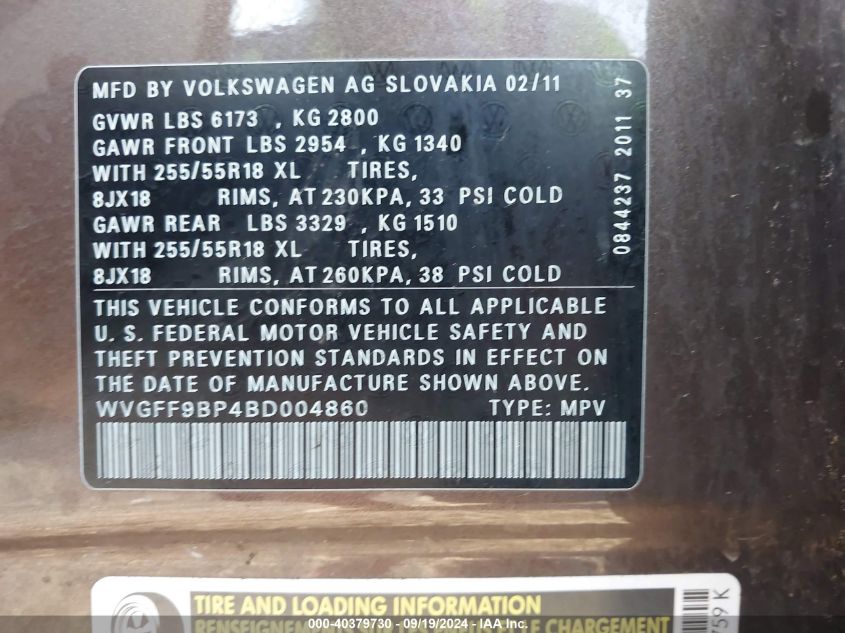 MFD BY VOLKSWAGEN AG SLOVAKIA 02/11
GVWR LBS 6173 , KG 2800
GAWR FRONT LBS 2954 , KG 1340
WITH 255/55R18 XL TIRES,
8JX18 RIMS, AT 230KPA, 33 PSI COLD
GAWR REAR LBS 3329 , KG 1510
WITH 255/55R18 XL TIRES,
8JX18 RIMS, AT 260KPA, 38 PSI COLD
0844237 2011 37
THIS VEHICLE CONFORMS TO ALL APPLICABLE
U. S. FEDERAL MOTOR VEHICLE SAFETY AND
THEFT PREVENTION STANDARDS IN EFFECT ON
THE DATE OF MANUFACTURE SHOWN ABOVE.
WVGFF9BP4BD004860 TYPE: MPV
TIRE AND LOADING INFORMATION
59 K
000-40379730 - 09/19/2024 - IAA Inc.